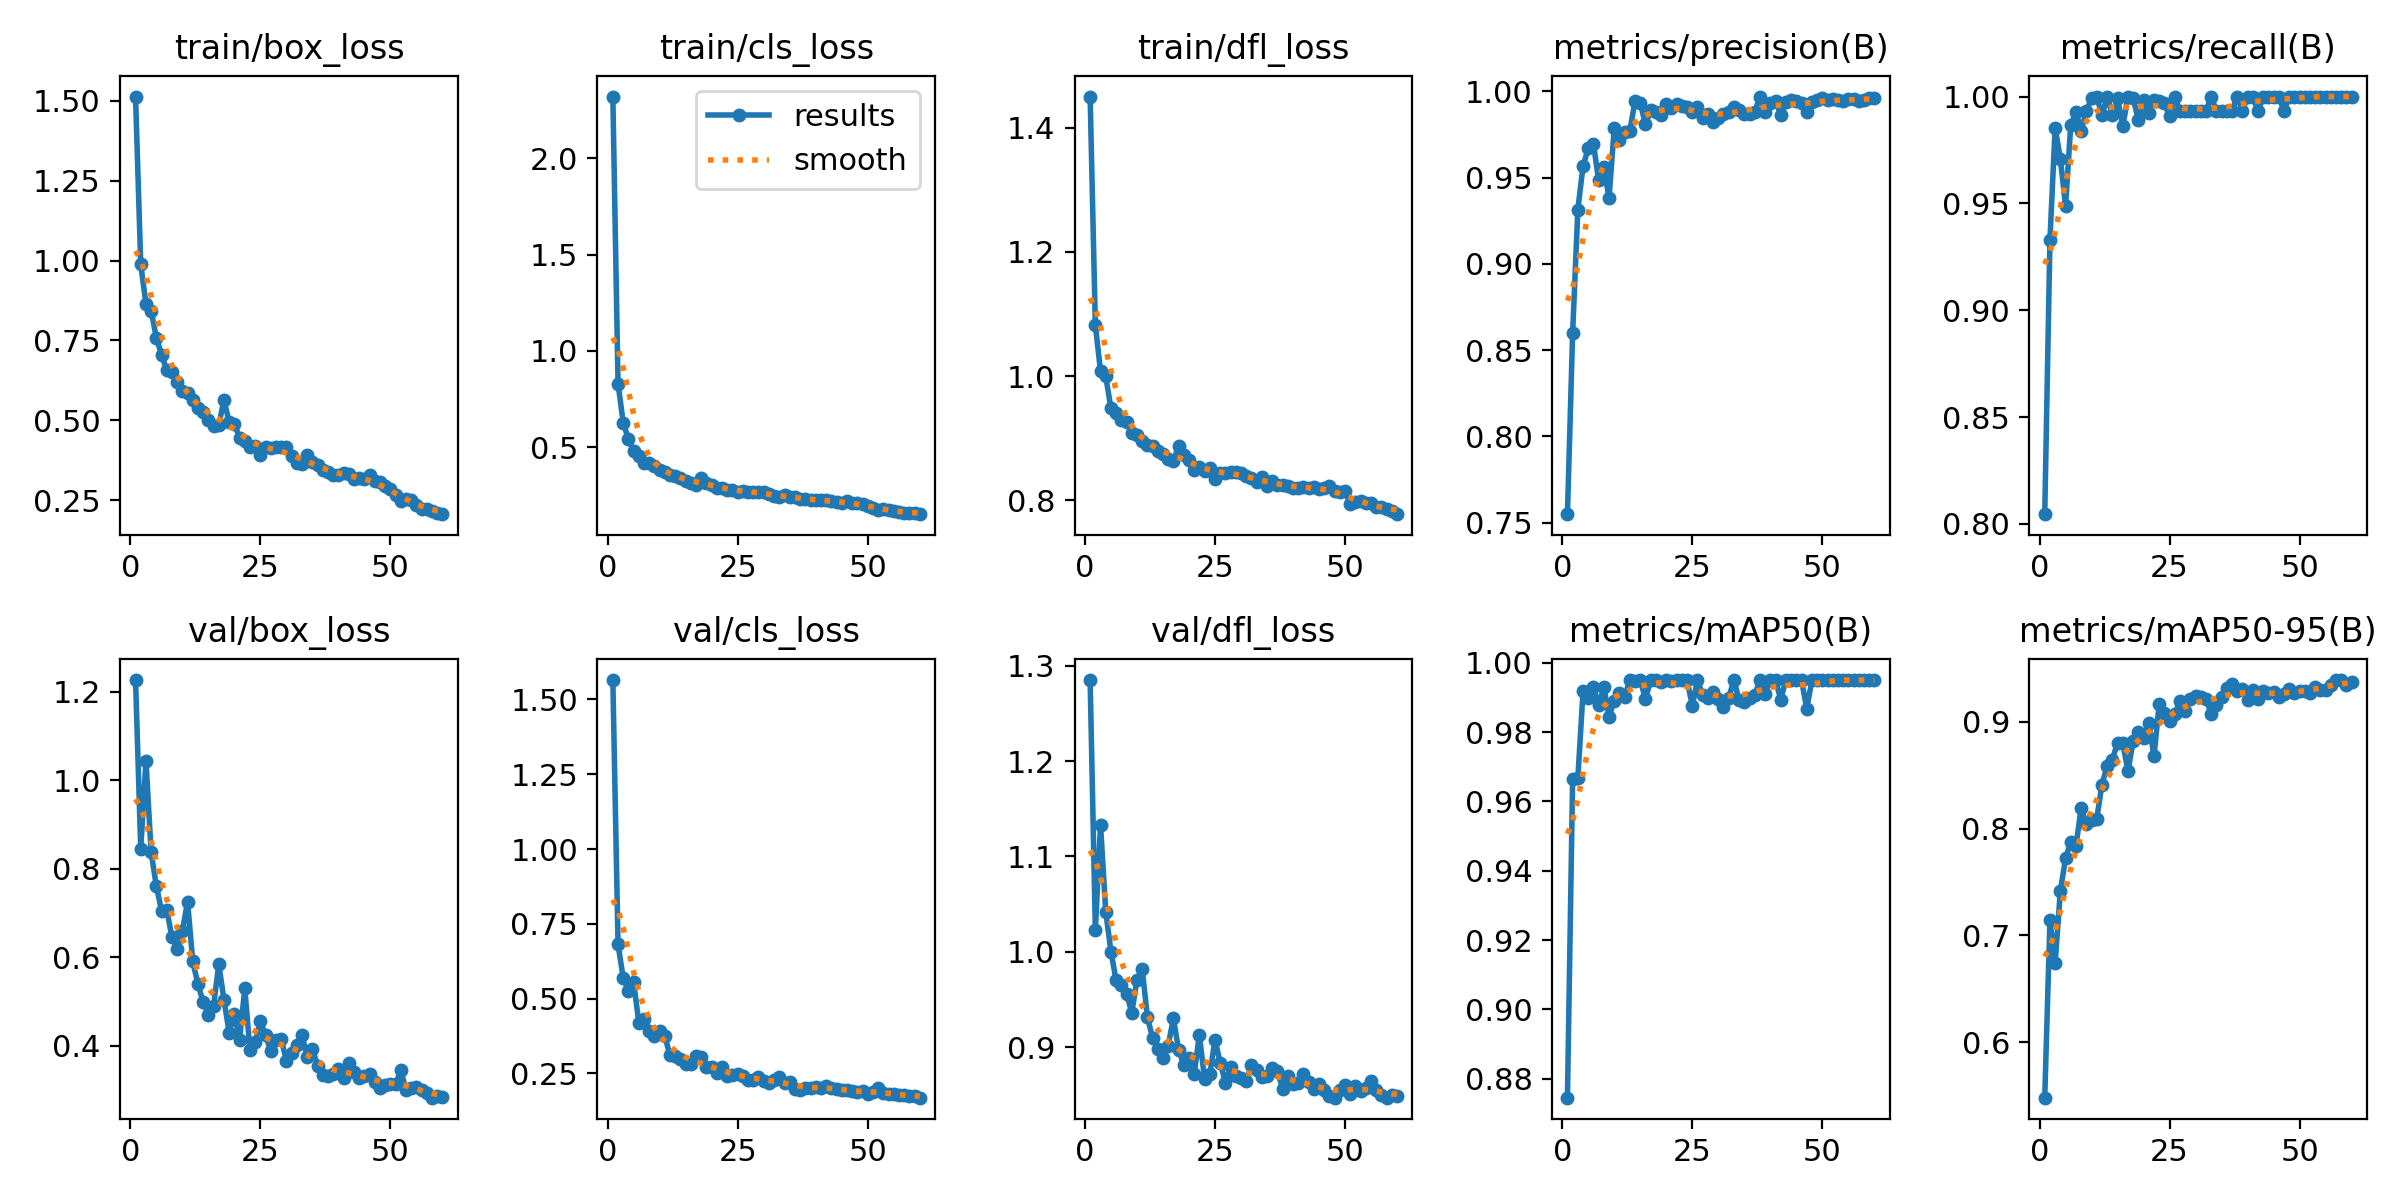 train/box_loss
1.50
1.25
1.00
0.75
0.50
0.25
0 25 50
train/cls_loss
results
smooth
2.0
1.5
1.0
0.5
0 25 50
train/dfl_loss
1.4
1.2
1.0
0.8
0 25 50
metrics/precision(B)
1.00
0.95
0.90
0.85
0.80
0.75
0 25 50
metrics/recall(B)
1.00
0.95
0.90
0.85
0.80
0 25 50
val/box_loss
1.2
1.0
0.8
0.6
0.4
0 25 50
val/cls_loss
1.50
1.25
1.00
0.75
0.50
0.25
0 25 50
val/dfl_loss
1.3
1.2
1.1
1.0
0.9
0 25 50
metrics/mAP50(B)
1.00
0.98
0.96
0.94
0.92
0.90
0.88
0 25 50
metrics/mAP50-95(B)
0.9
0.8
0.7
0.6
0 25 50